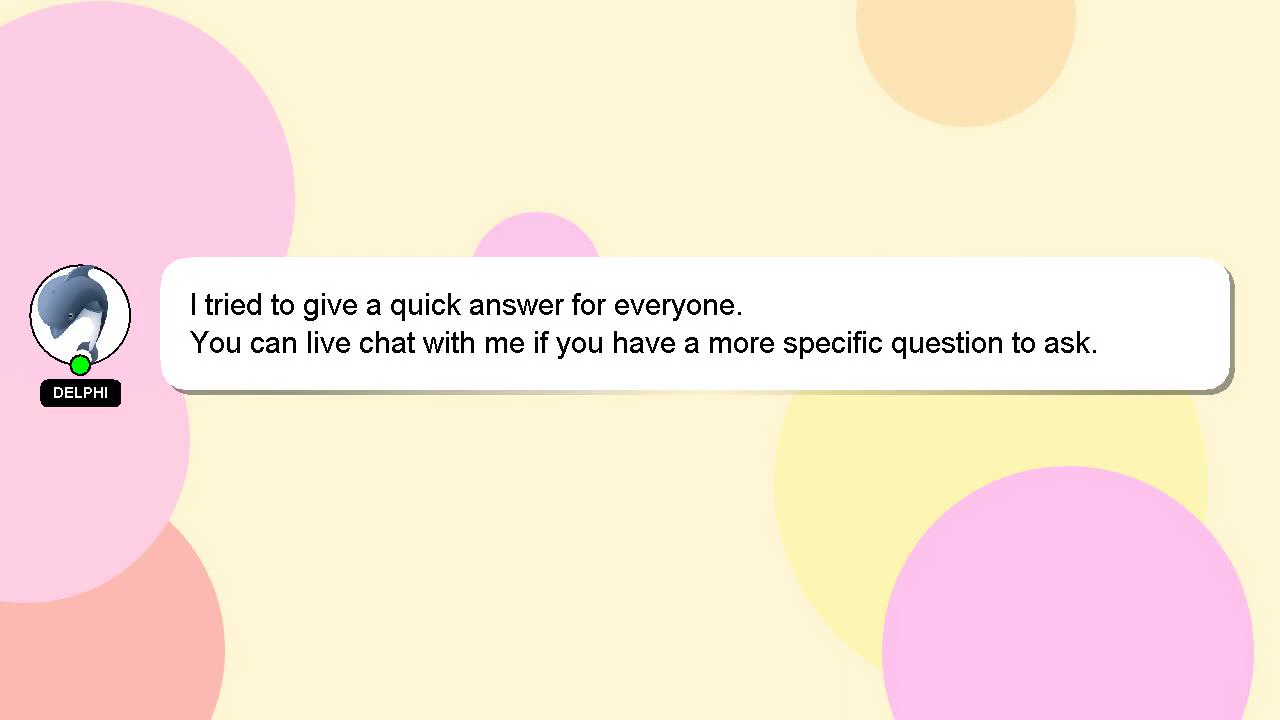 I tried to give a quick answer for everyone.
You can live chat with me if you have a more specific question to ask.
DELPHI